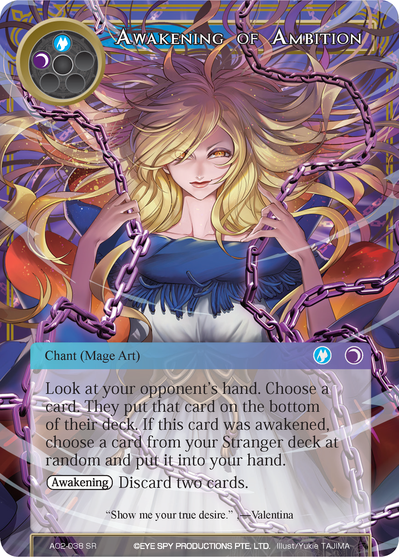 Awakening of Ambition
Chant (Mage Art)
Look at your opponent's hand. Choose a
card. They put that card on the bottom
of their deck. If this card was awakened,
choose a card from your Stranger deck at
random and put it into your hand.
Awakening Discard two cards.
“Show me your true desire.” —Valentina
AO2-038 SR ©EYE SPY PRODUCTIONS PTE. LTD. Illust/Yukie TAJIMA